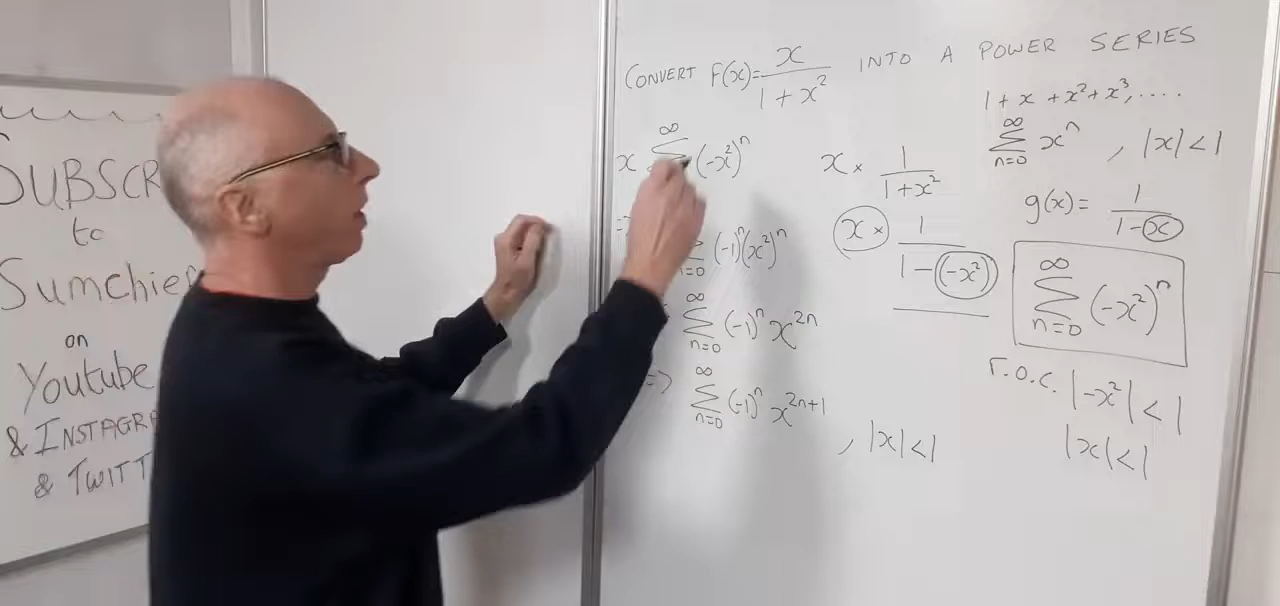 SUBSCR
to
Sumchief
on
Youtube
& INSTAGRA
& TWITT
CONVERT F(x)=x/(1+x²) INTO A POWER SERIES
1+x+x²+x³,....
∑_{n=0}^{∞} xⁿ , |x|<1
g(x)= 1/(1-x)
∑_{n=0}^{∞} (-x²)ⁿ
r.o.c. |-x²|<1
|x|<1
x × 1/(1+x²)
x × 1/(1-(-x²))
x ∑^{∞} (-x²)ⁿ
=> ∑_{n=0} (-1)ⁿ(x²)ⁿ
∑_{n=0}^{∞} (-1)ⁿ x^{2n}
=> ∑_{n=0}^{∞} (-1)ⁿ x^{2n+1} , |x|<1